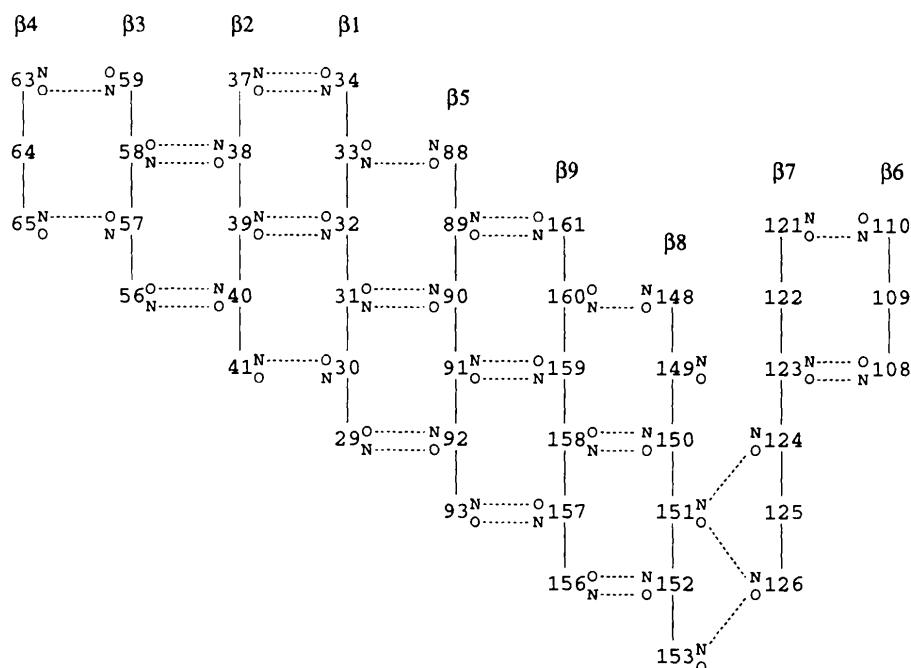 β4 β3 β2 β1
63 N O 59 37 N O 34
O N O N
β5
64 58 O N 38 33 O N 88
N O N O
β9 β7 β6
65 N O 57 39 N O 32 89 N O 161 121 N O 110
O N O N O N O N
β8
56 O N 40 31 O N 90 160 O N 148 122 109
N O N O N O
41 N O 30 91 N O 159 149 N 123 N O 108
O N O N O O N
29 O N 92 158 O N 150 N 124
N O N O O
93 N O 157 151 N 125
O N O
156 O N 152 N 126
N O O
153 N
O